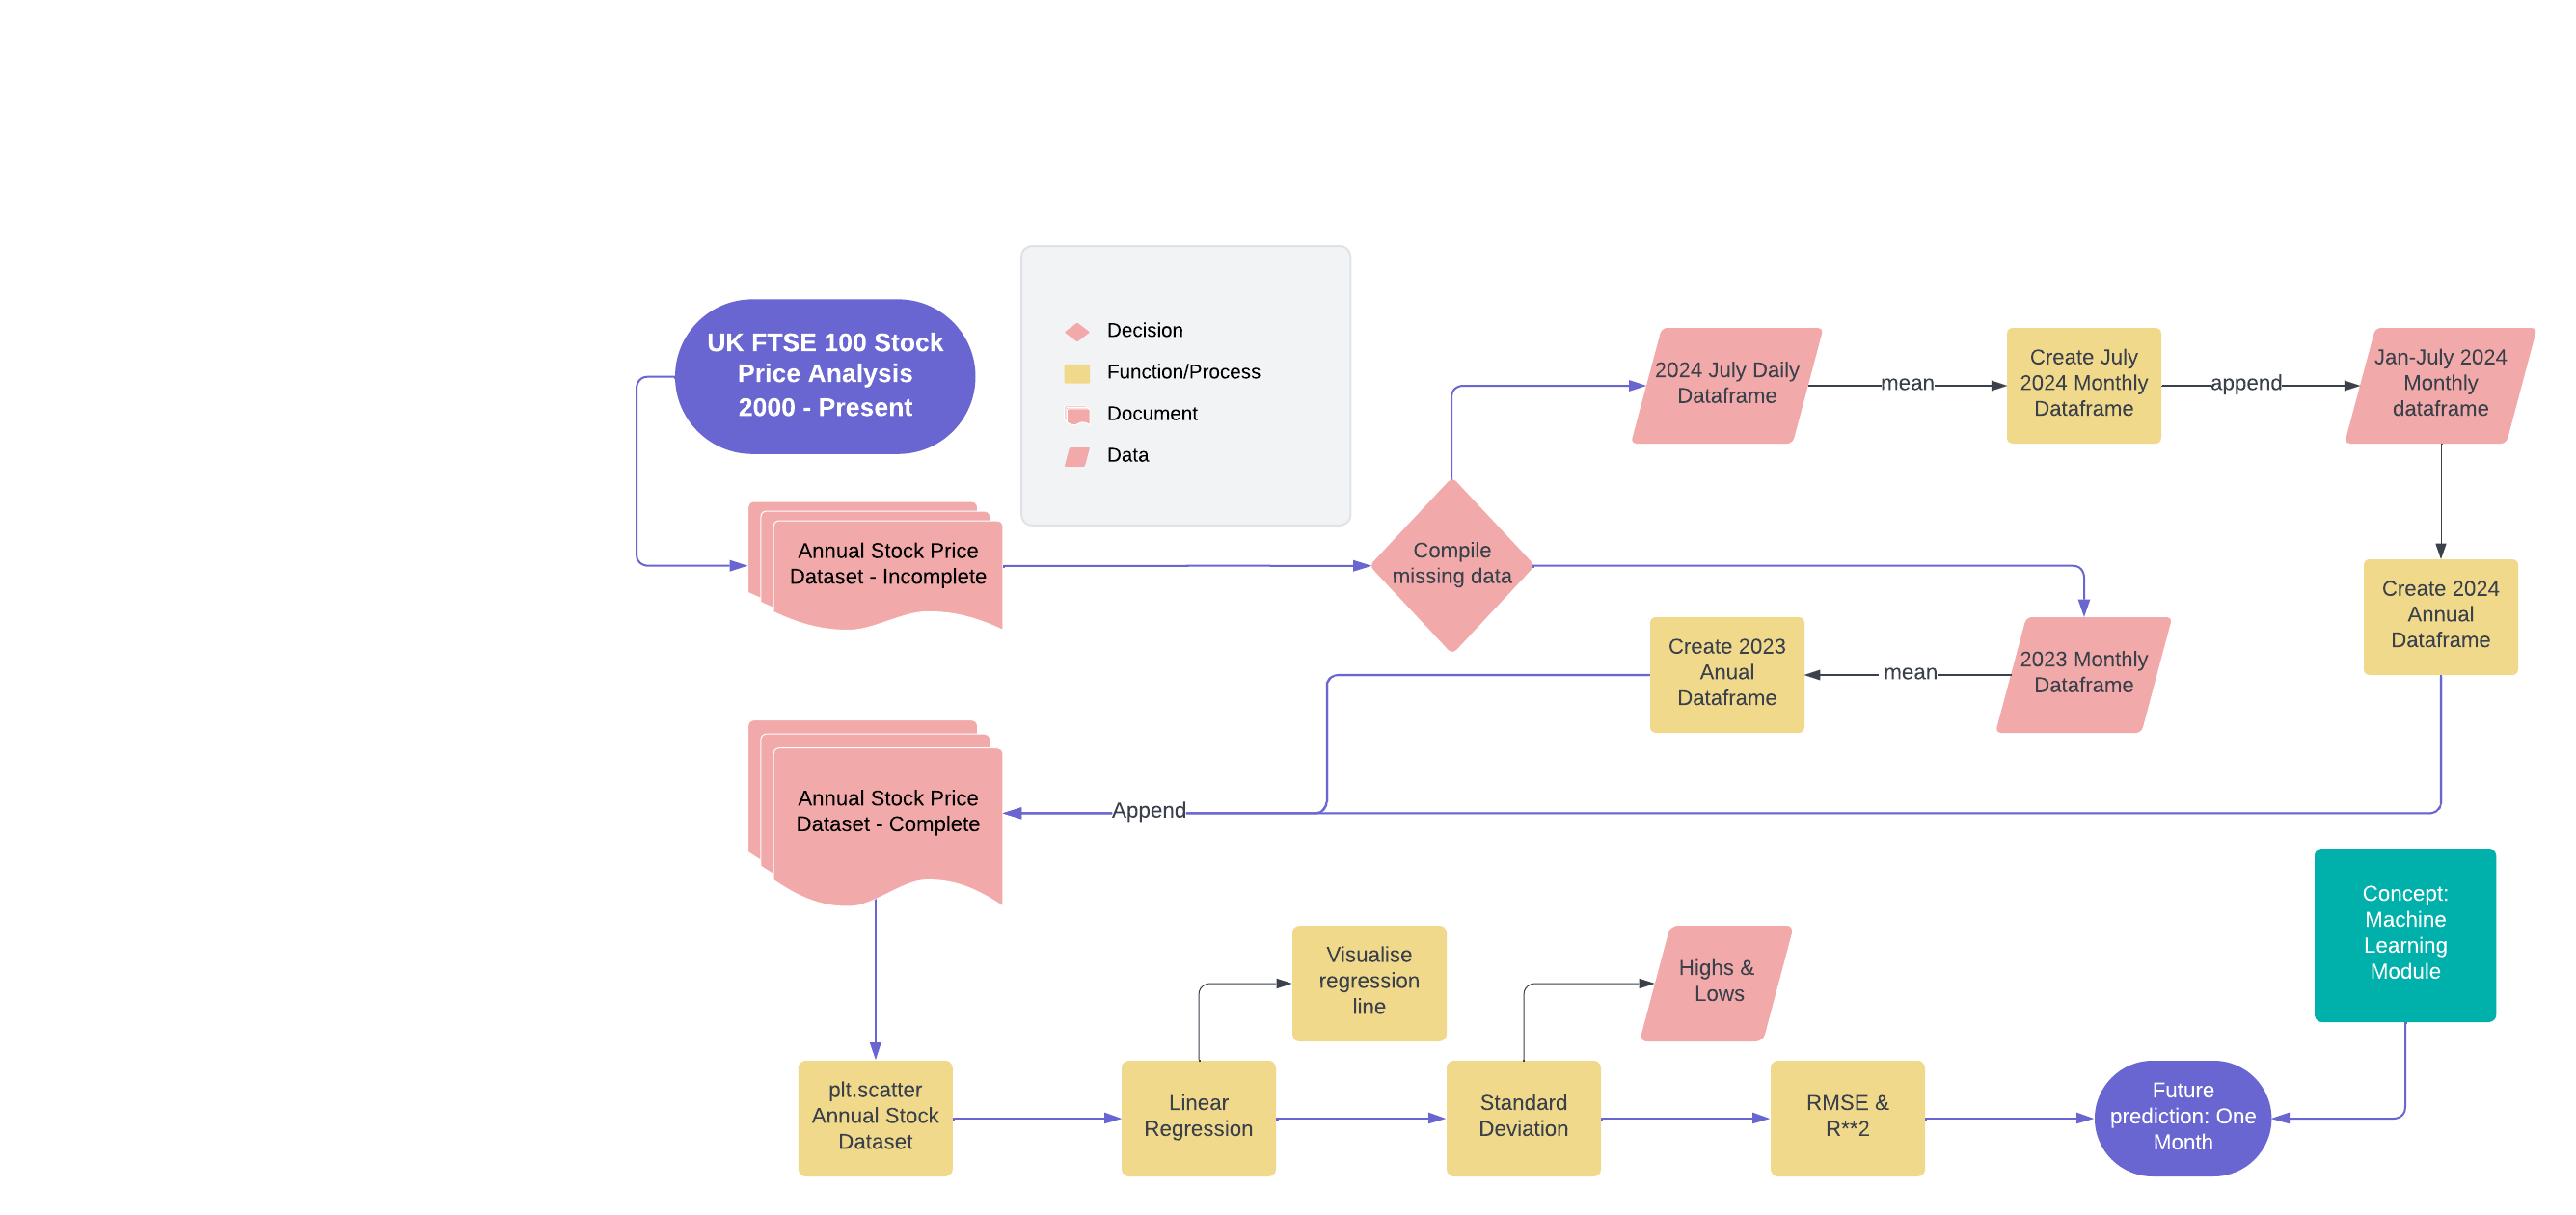 UK FTSE 100 Stock
Price Analysis
2000 - Present
Decision
Function/Process
Document
Data
2024 July Daily
Dataframe
mean
Create July
2024 Monthly
Dataframe
append
Jan-July 2024
Monthly
dataframe
Annual Stock Price
Dataset - Incomplete
Compile
missing data
Create 2024
Annual
Dataframe
Create 2023
Anual
Dataframe
mean
2023 Monthly
Dataframe
Annual Stock Price
Dataset - Complete
Append
Concept:
Machine
Learning
Module
Visualise
regression
line
Highs &
Lows
plt.scatter
Annual Stock
Dataset
Linear
Regression
Standard
Deviation
RMSE &
R**2
Future
prediction: One
Month